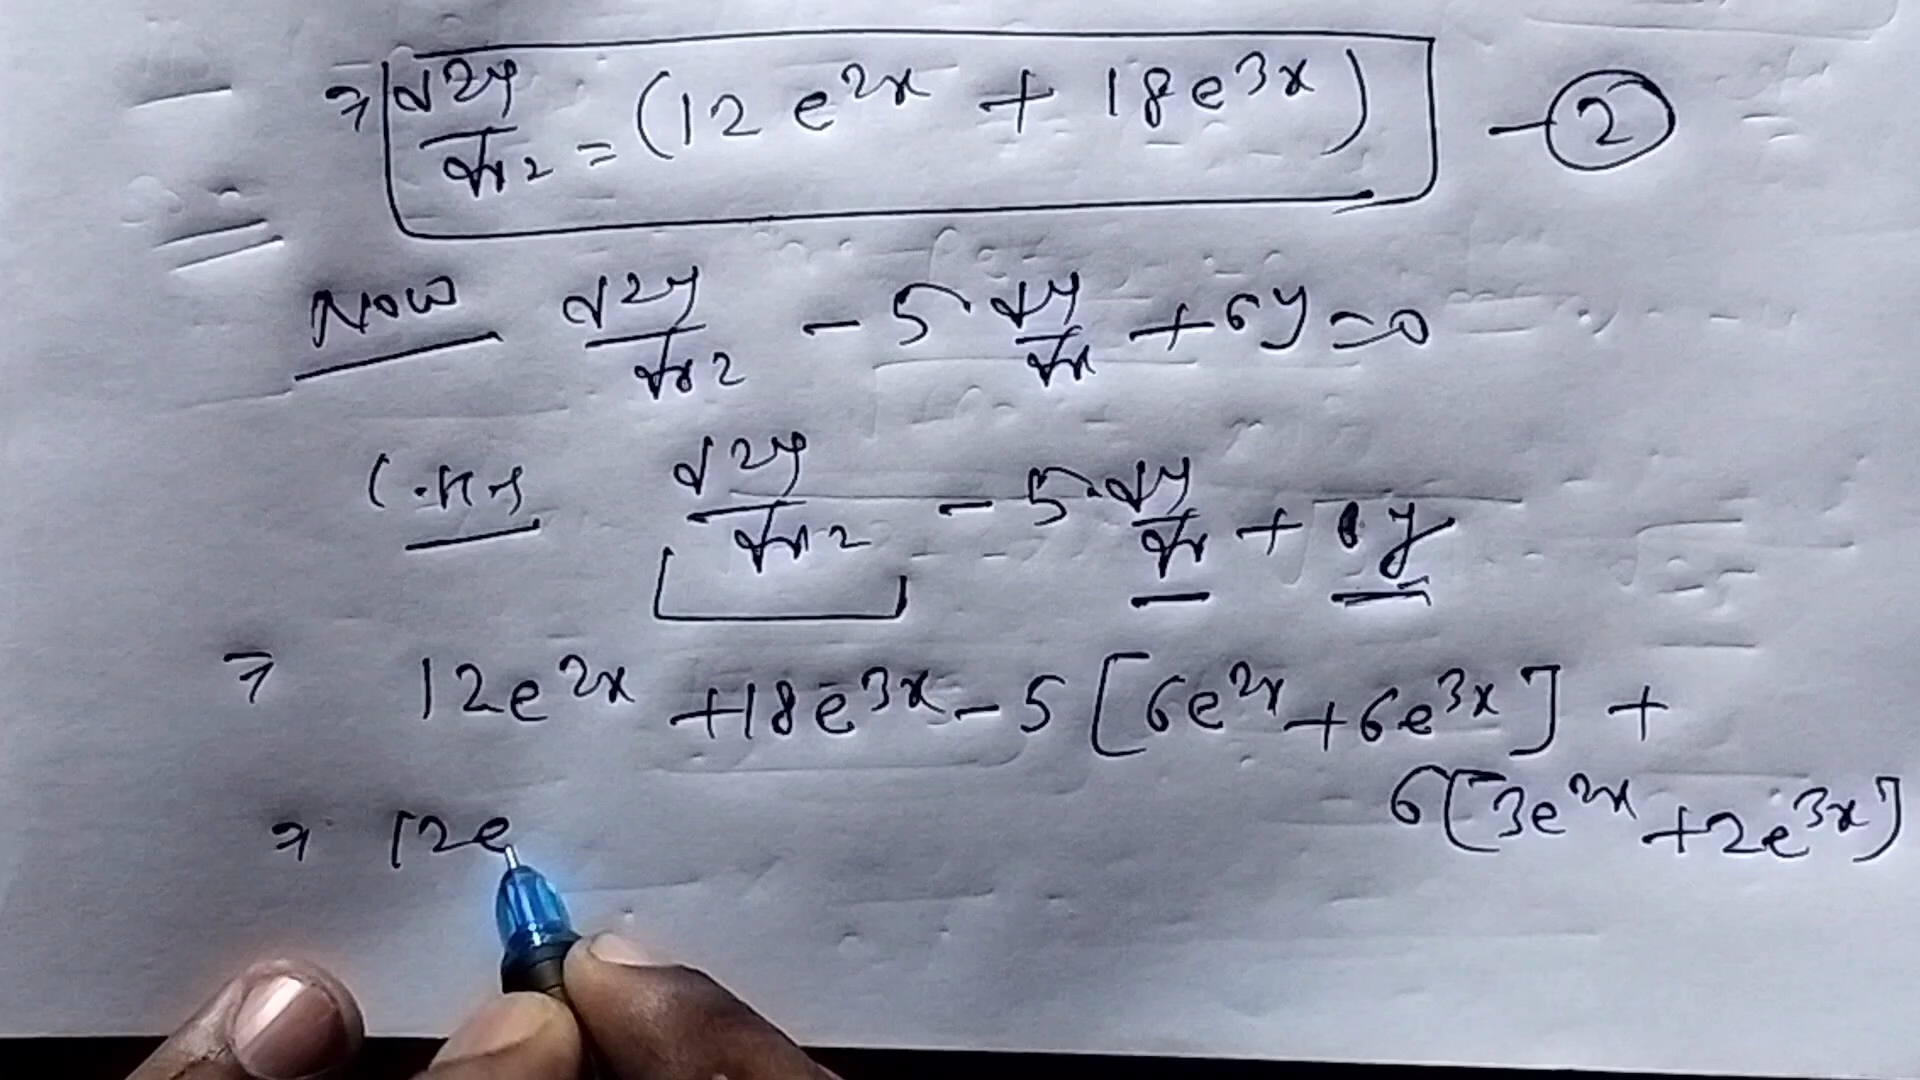 ⇒ d2y/dx2 = (12e^2x + 18e^3x) - ②
Now d2y/dx2 - 5 dy/dx + 6y = 0
L.H.S d2y/dx2 - 5 dy/dx + 6y
⇒ 12e^2x + 18e^3x - 5[6e^2x + 6e^3x] +
6[3e^2x + 2e^3x]
⇒ 12e